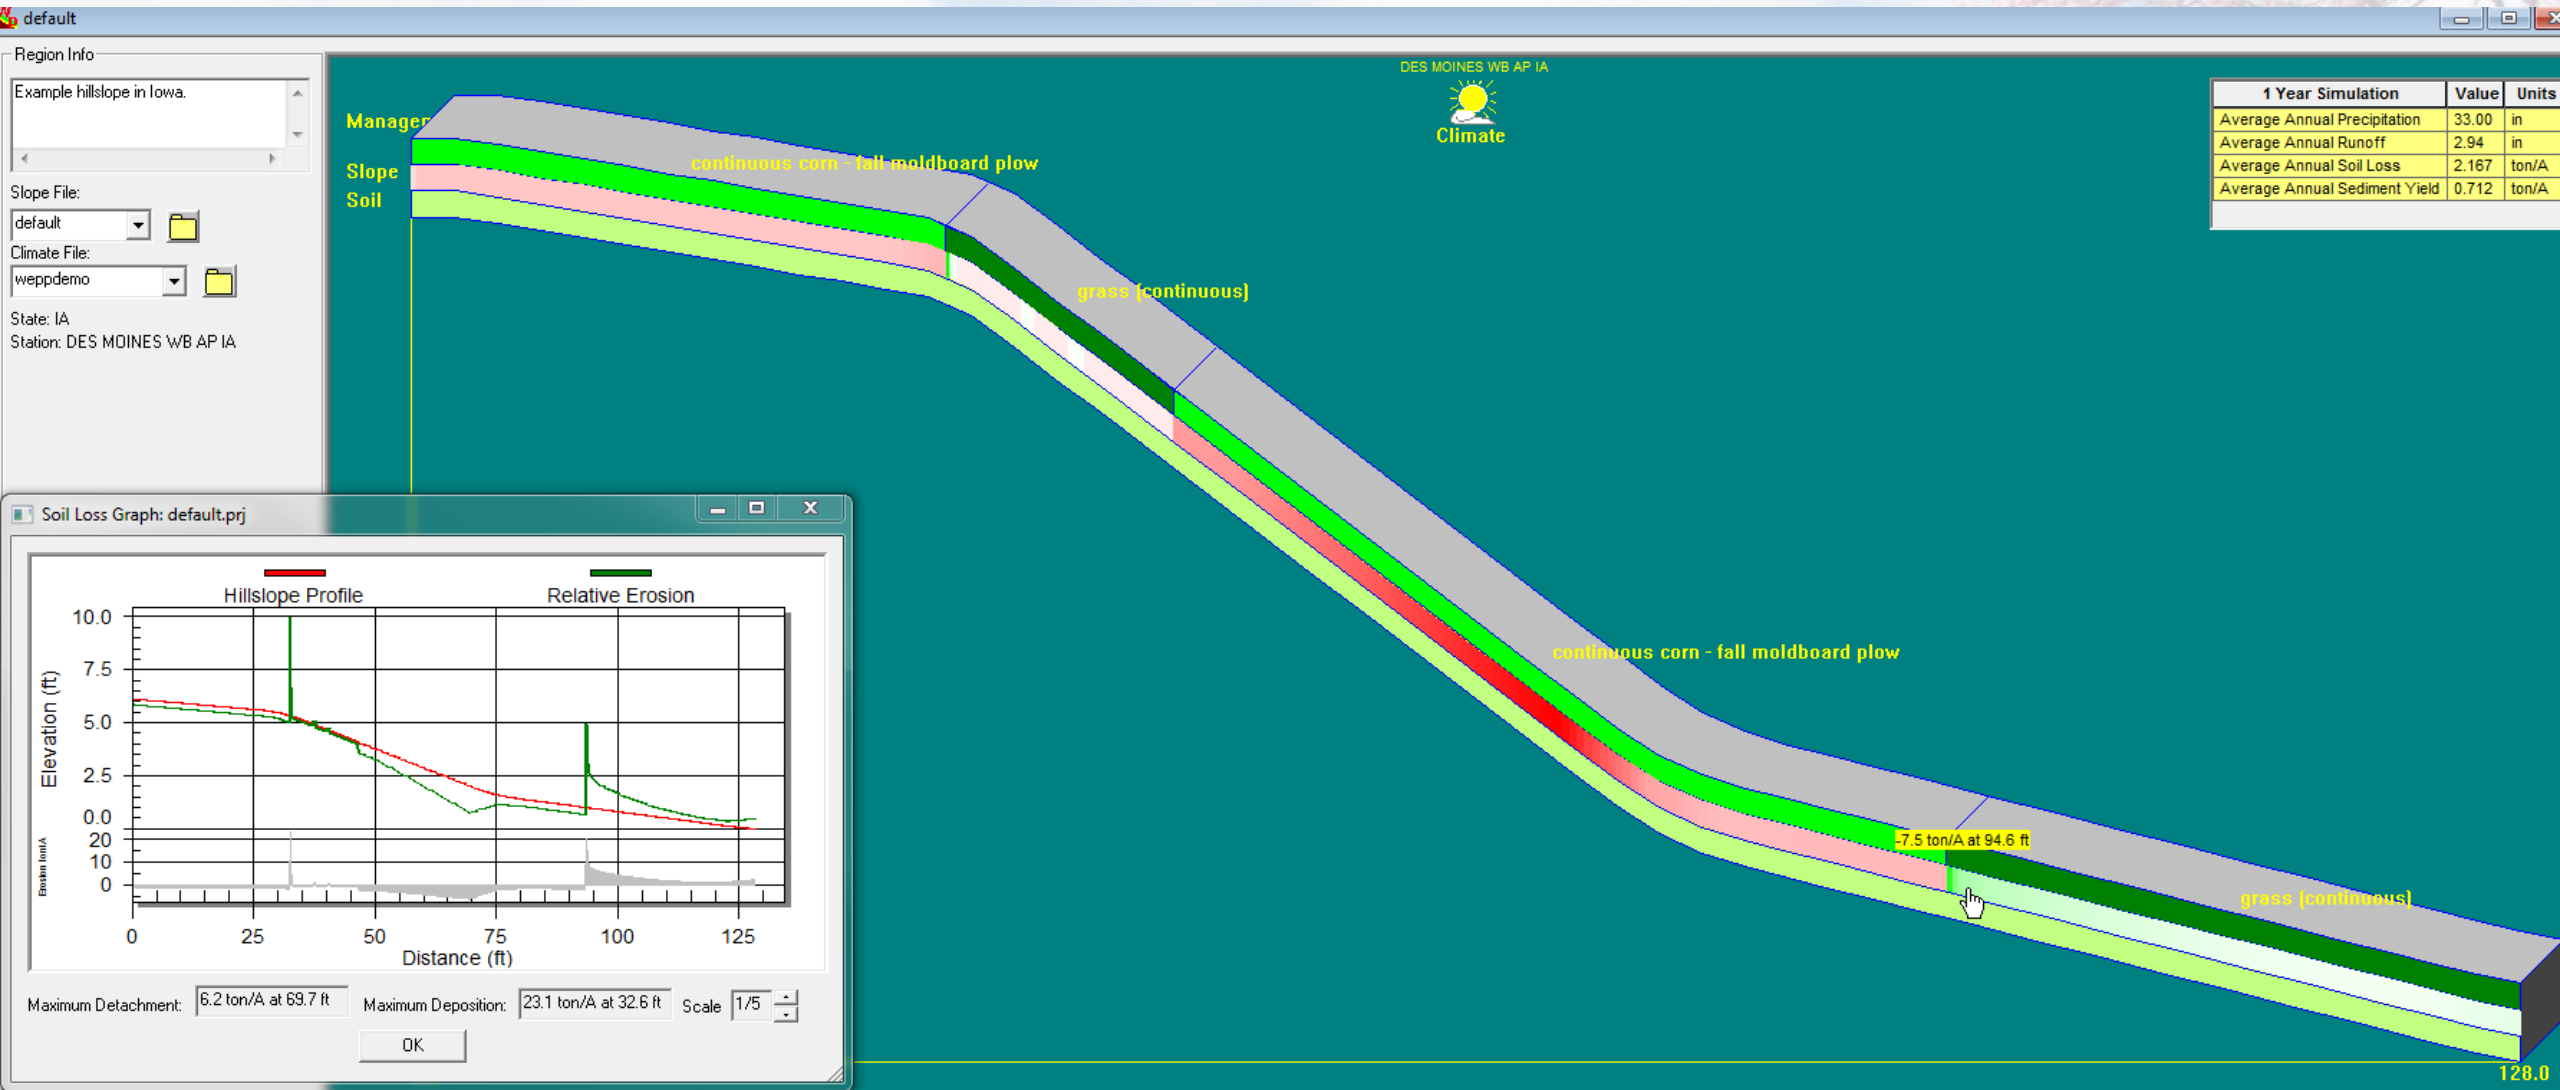 default
Region Info
Example hillslope in Iowa.
Slope File:
default
Climate File:
weppdemo
State: IA
Station: DES MOINES WB AP IA
DES MOINES WB AP IA
Climate
1 Year Simulation Value Units
Average Annual Precipitation 33.00 in
Average Annual Runoff 2.94 in
Average Annual Soil Loss 2.167 ton/A
Average Annual Sediment Yield 0.712 ton/A
Manager
Slope
Soil
continuous corn - fall moldboard plow
grass (continuous)
continuous corn - fall moldboard plow
-7.5 ton/A at 94.6 ft
grass (continuous)
128.0
Soil Loss Graph: default.prj
Hillslope Profile
Relative Erosion
Elevation (ft)
10.0
7.5
5.0
2.5
0.0
Erosion ton/A
20
10
0
0 25 50 75 100 125
Distance (ft)
Maximum Detachment: 6.2 ton/A at 69.7 ft Maximum Deposition: 23.1 ton/A at 32.6 ft Scale 1/5
OK